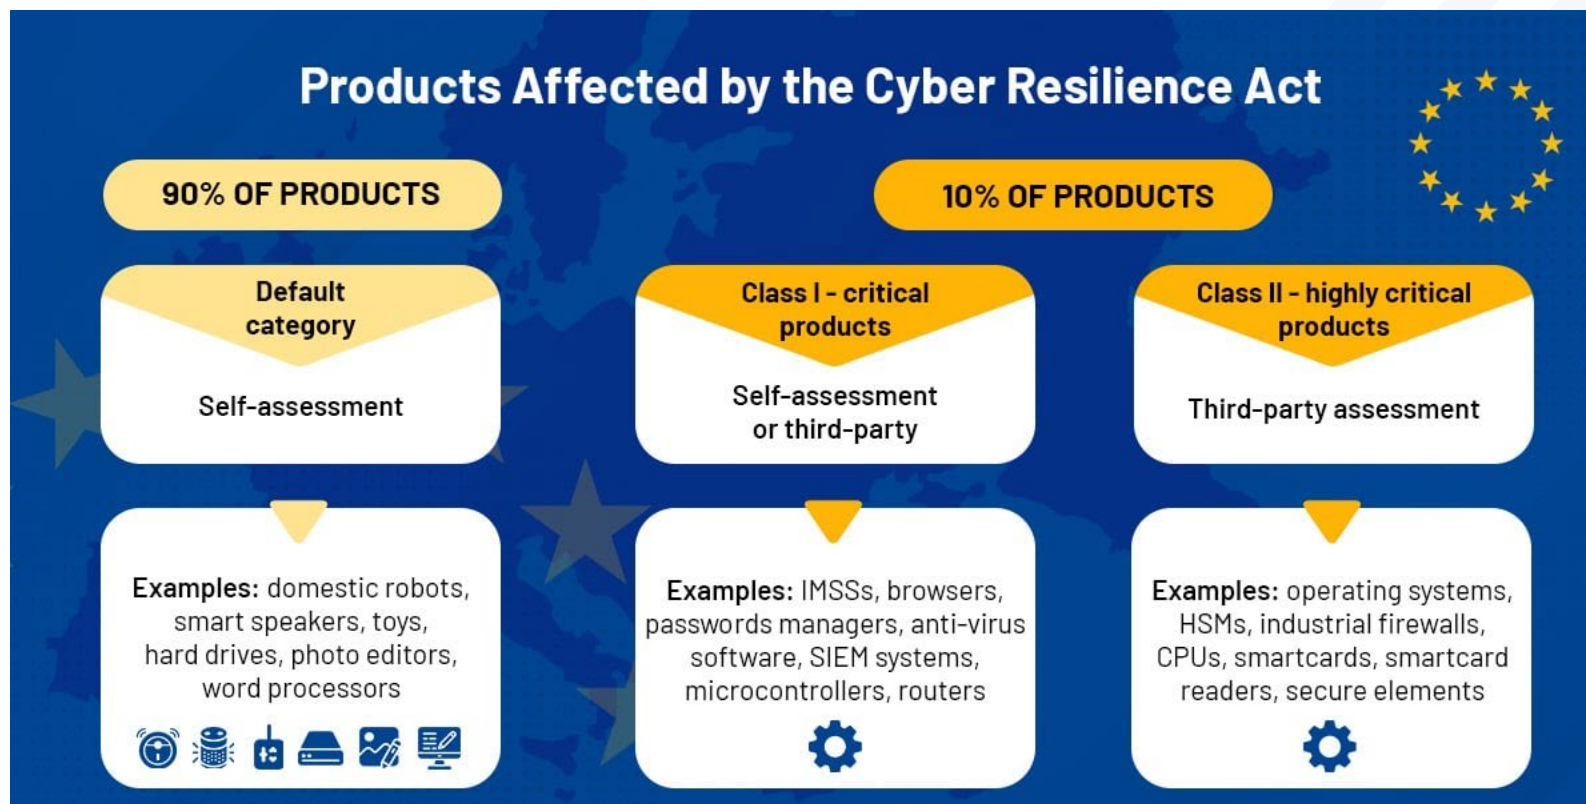 Products Affected by the Cyber Resilience Act
90% OF PRODUCTS
10% OF PRODUCTS
Default
category
Self-assessment
Class I - critical
products
Self-assessment
or third-party
Class II - highly critical
products
Third-party assessment
Examples: domestic robots,
smart speakers, toys,
hard drives, photo editors,
word processors
Examples: IMSSs, browsers,
passwords managers, anti-virus
software, SIEM systems,
microcontrollers, routers
Examples: operating systems,
HSMs, industrial firewalls,
CPUs, smartcards, smartcard
readers, secure elements